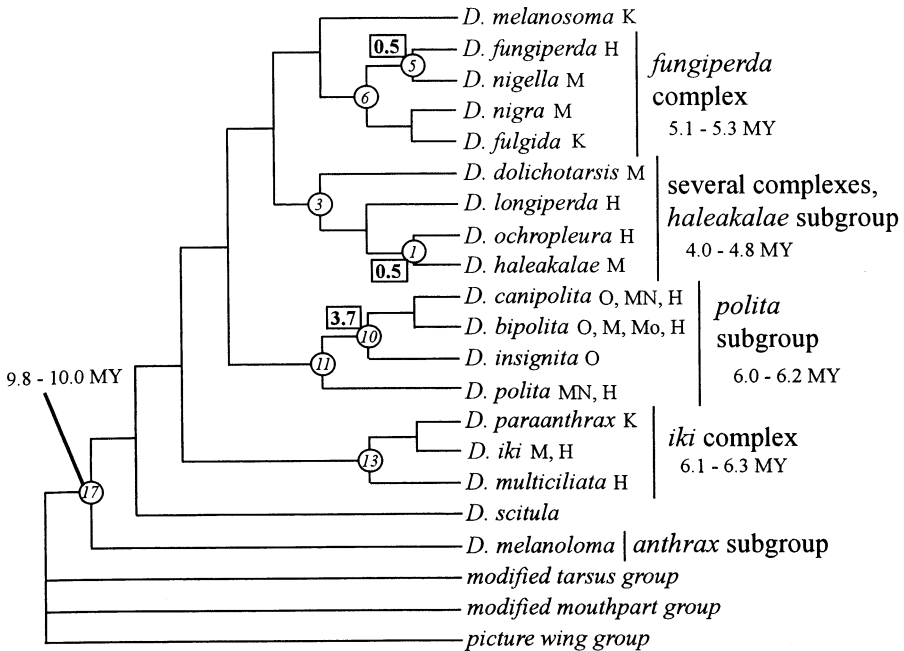 D. melanosoma K
0.5
D. fungiperda H
5
D. nigella M
fungiperda
complex
5.1 - 5.3 MY
6
D. nigra M
D. fulgida K
D. dolichotarsis M
3
D. longiperda H
several complexes,
haleakalae subgroup
4.0 - 4.8 MY
D. ochropleura H
1
0.5
D. haleakalae M
D. canipolita O, MN, H
3.7
D. bipolita O, M, Mo, H
10
D. insignita O
11
D. polita MN, H
polita
subgroup
6.0 - 6.2 MY
9.8 - 10.0 MY
D. paraanthrax K
D. iki M, H
13
D. multiciliata H
iki complex
6.1 - 6.3 MY
17
D. scitula
D. melanoloma anthrax subgroup
modified tarsus group
modified mouthpart group
picture wing group